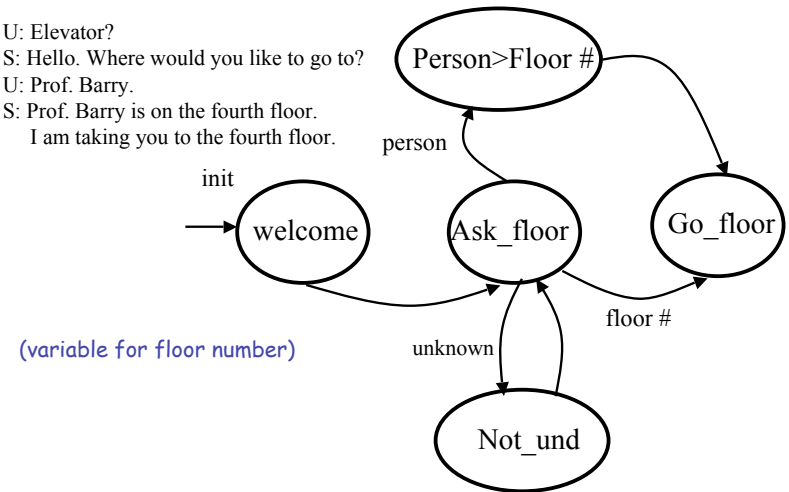 U: Elevator?
S: Hello. Where would you like to go to?
U: Prof. Barry.
S: Prof. Barry is on the fourth floor.
I am taking you to the fourth floor.
Person>Floor #
person
init
welcome
Ask_floor
Go_floor
floor #
(variable for floor number)
unknown
Not_und